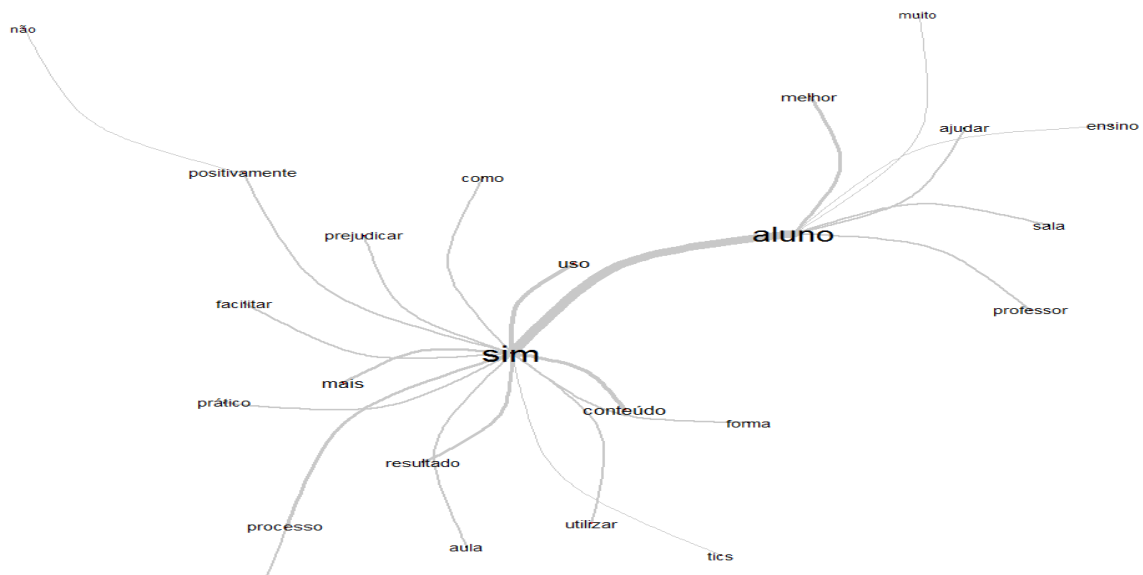 muito
não
melhor
ajudar
ensino
positivamente
como
sala
aluno
prejudicar
uso
facilitar
professor
sim
mais
prático
conteúdo
forma
resultado
processo
utilizar
aula
tics